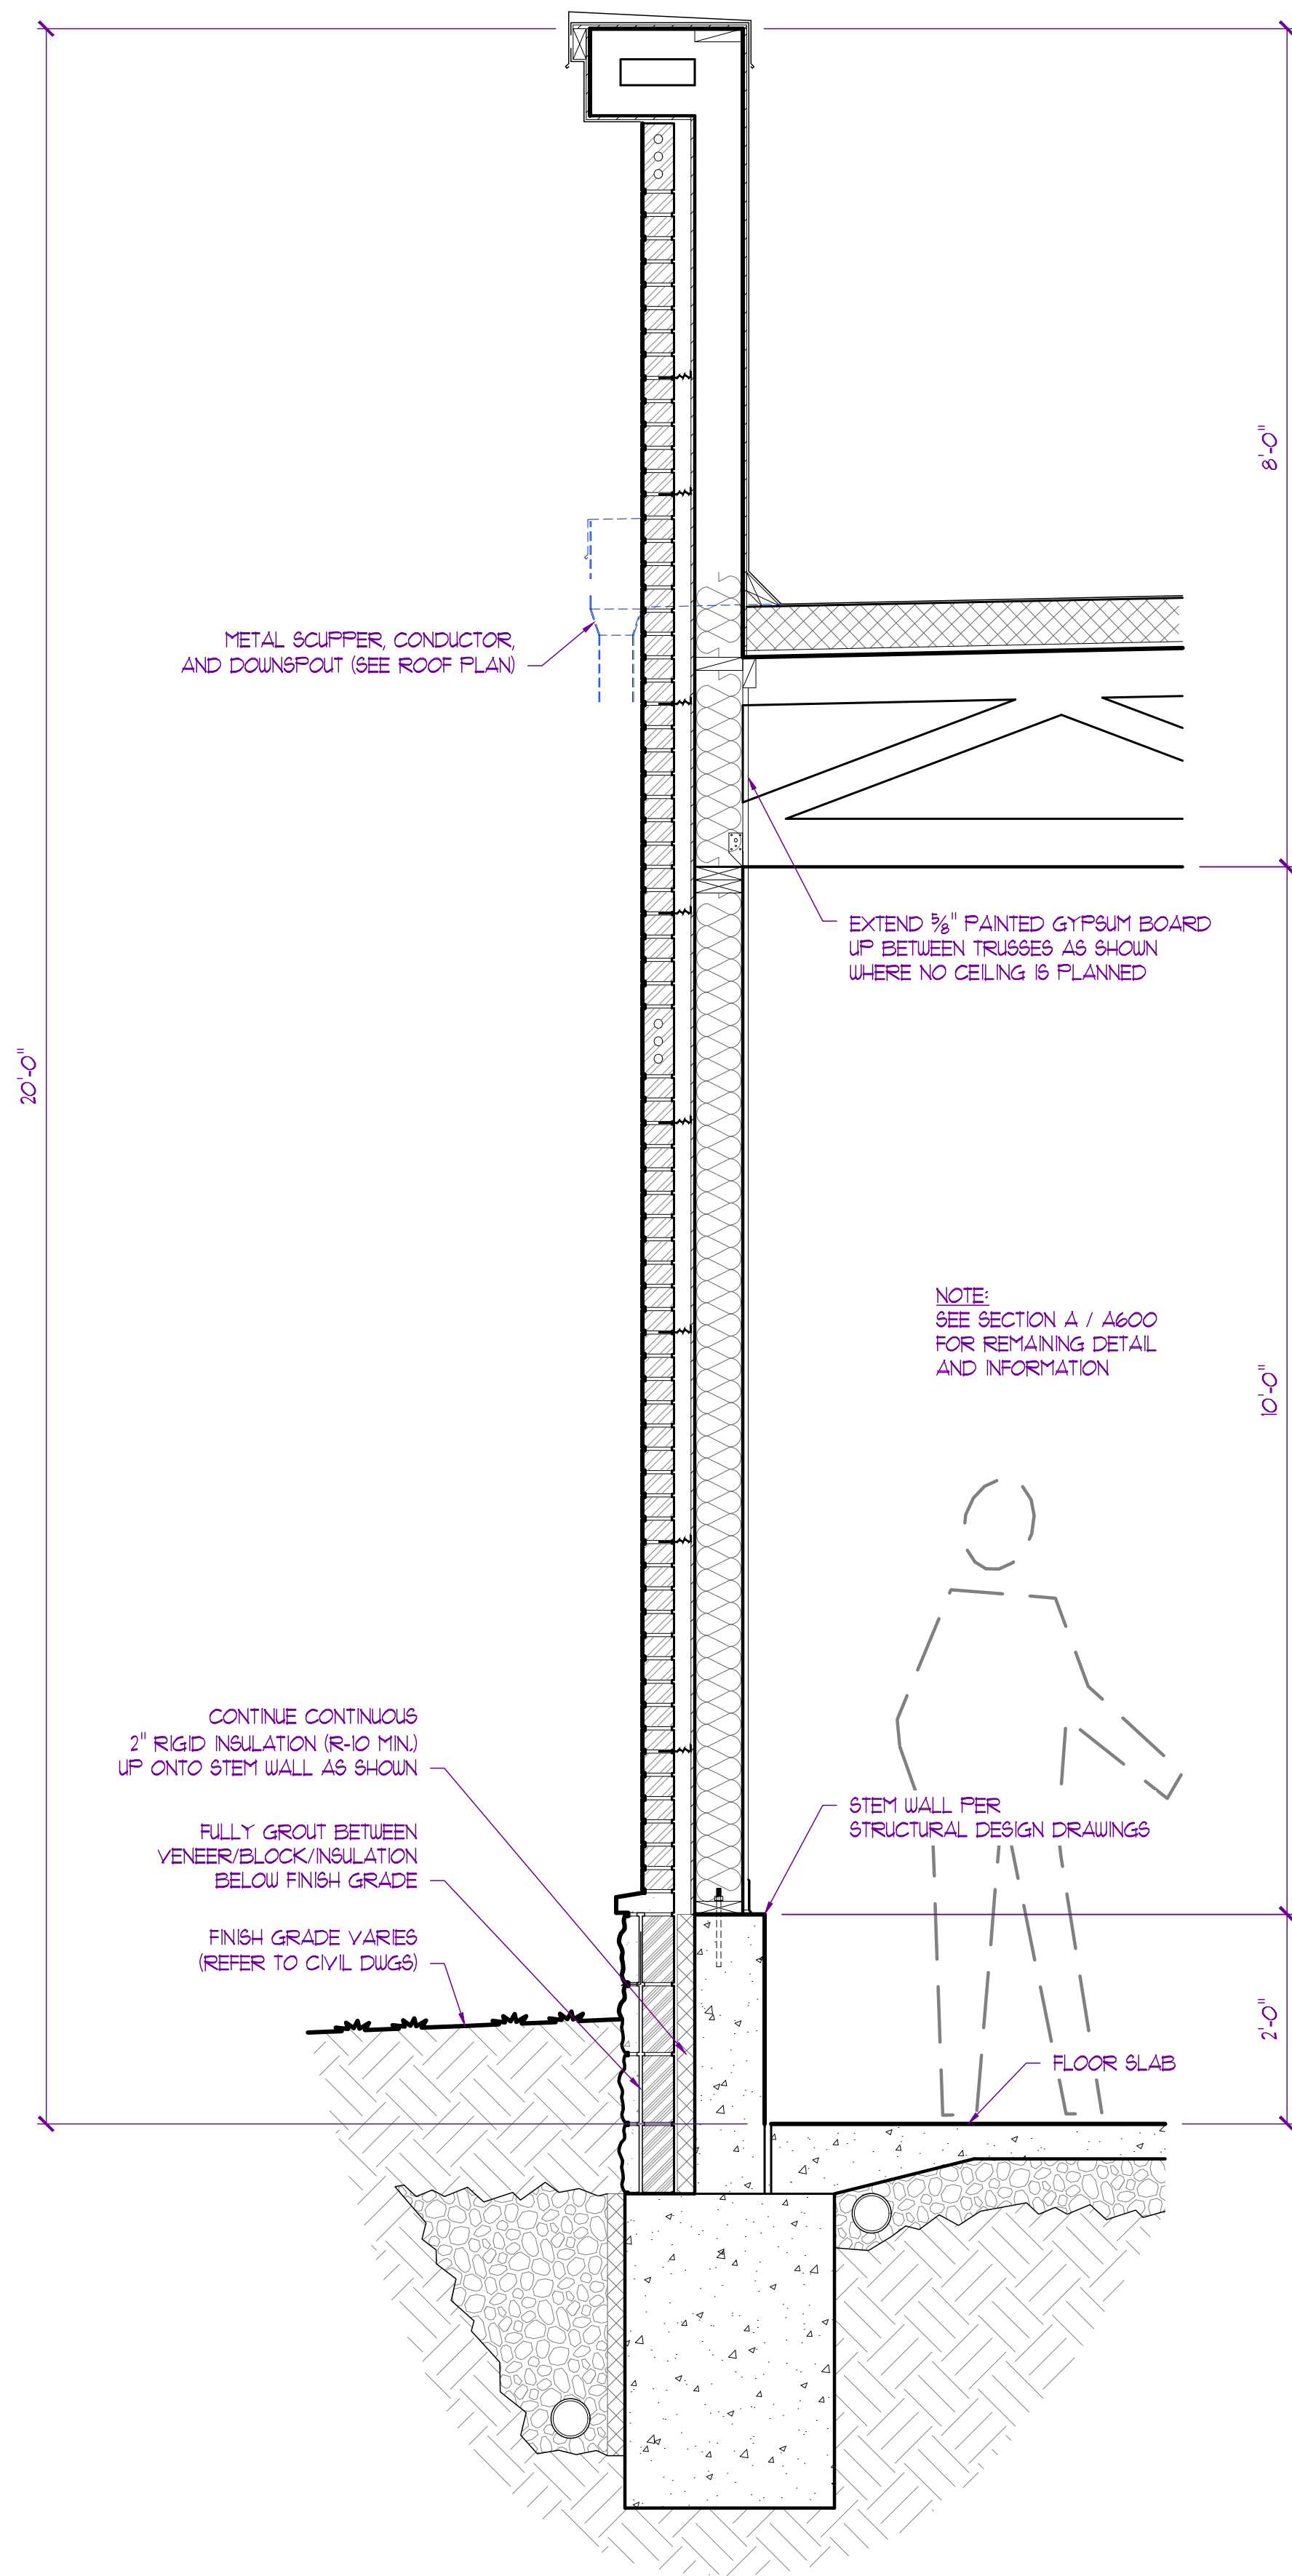 8'-0"
METAL SCUPPER, CONDUCTOR,
AND DOWNSPOUT (SEE ROOF PLAN)
EXTEND 5/8" PAINTED GYPSUM BOARD
UP BETWEEN TRUSSES AS SHOWN
WHERE NO CEILING IS PLANNED
20'-0"
NOTE:
SEE SECTION A / A600
FOR REMAINING DETAIL
AND INFORMATION
10'-0"
CONTINUE CONTINUOUS
2" RIGID INSULATION (R-10 MIN.)
UP ONTO STEM WALL AS SHOWN
STEM WALL PER
STRUCTURAL DESIGN DRAWINGS
FULLY GROUT BETWEEN
VENEER/BLOCK/INSULATION
BELOW FINISH GRADE
FINISH GRADE VARIES
(REFER TO CIVIL DWGS)
2'-0"
FLOOR SLAB